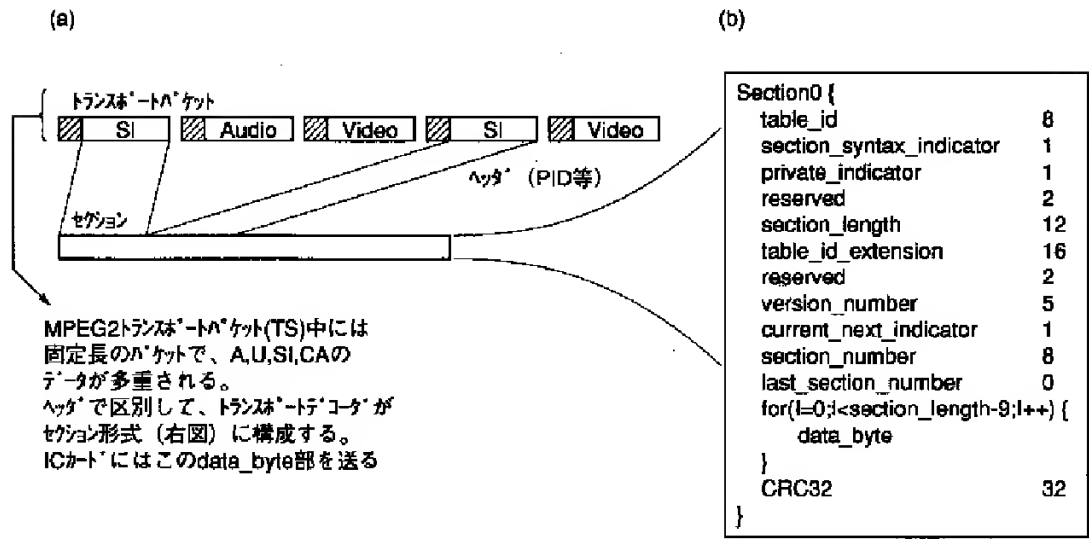 (a)
トランスポートパケット
SI Audio Video SI Video
ヘッダ (PID等)
セクション
MPEG2トランスポートパケット(TS)中には
固定長のパケットで、A,U,SI,CAの
データが多重される。
ヘッダで区別して、トランスポートデコーダが
セクション形式（右図）に構成する。
ICカードにはこのdata_byte部を送る
(b)
Section0 {
table_id 8
section_syntax_indicator 1
private_indicator 1
reserved 2
section_length 12
table_id_extension 16
reserved 2
version_number 5
current_next_indicator 1
section_number 8
last_section_number 0
for(I=0;I<section_length-9;I++) {
data_byte
}
CRC32 32
}